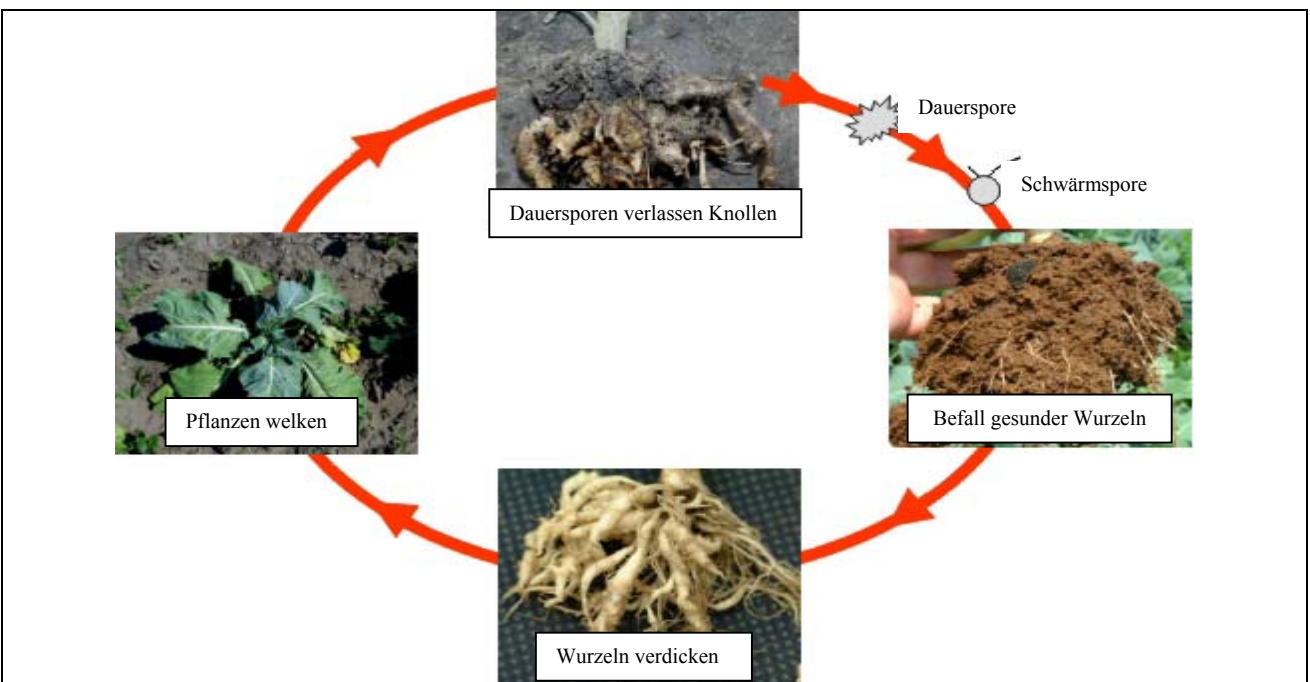 Dauerspore
Schwärmspore
Dauersporen verlassen Knollen
Befall gesunder Wurzeln
Pflanzen welken
Wurzeln verdicken